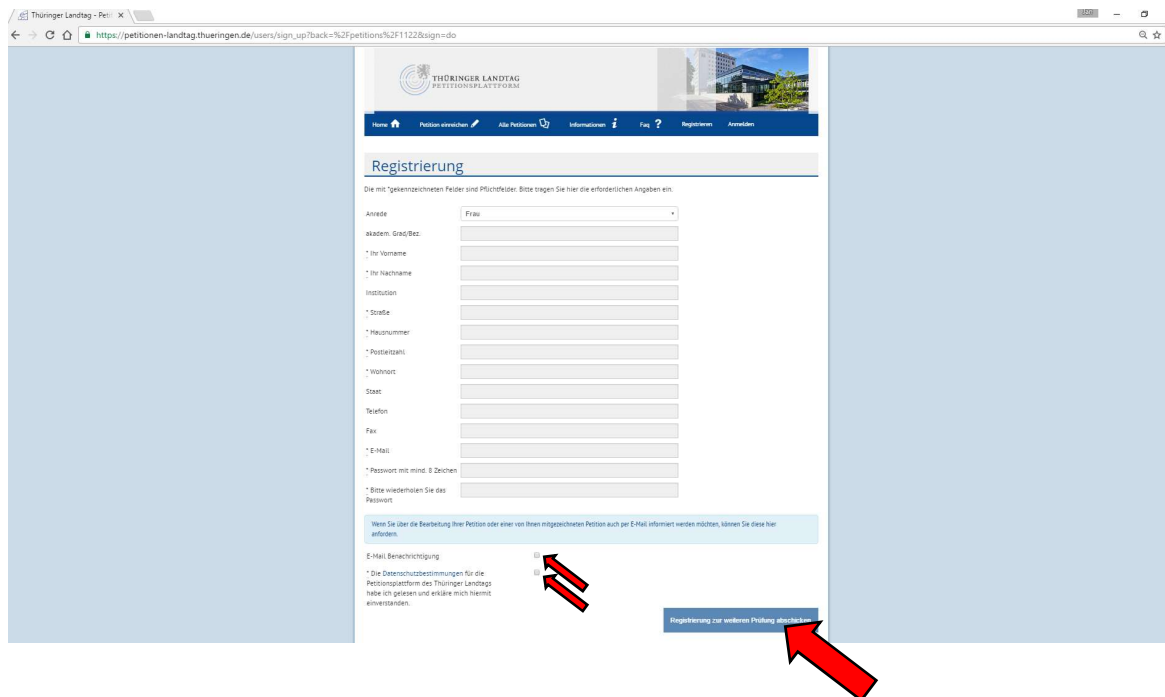 Thüringer Landtag - Peti
https://petitionen-landtag.thueringen.de/users/sign_up?back=%2Fpetitions%2F1122&sign=do
THÜRINGER LANDTAG
PETITIONSPLATTFORM
Home Petition einreichen Alle Petitionen Informationen i Faq ? Registrieren Anmelden
Registrierung
Die mit *gekennzeichneten Felder sind Pflichtfelder. Bitte tragen Sie hier die erforderlichen Angaben ein.
Anrede Frau
akadem. Grad/Bez.
* Ihr Vorname
* Ihr Nachname
Institution
* Straße
* Hausnummer
* Postleitzahl
* Wohnort
Staat
Telefon
Fax
* E-Mail
* Passwort mit mind. 8 Zeichen
* Bitte wiederholen Sie das
Passwort
Wenn Sie über die Bearbeitung Ihrer Petition oder einer von Ihnen mitgezeichneten Petition auch per E-Mail informiert werden möchten, können Sie diese hier
anfordern.
E-Mail Benachrichtigung
* Die Datenschutzbestimmungen für die
Petitionsplattform des Thüringer Landtags
habe ich gelesen und erkläre mich hiermit
einverstanden.
Registrierung zur weiteren Prüfung abschicken